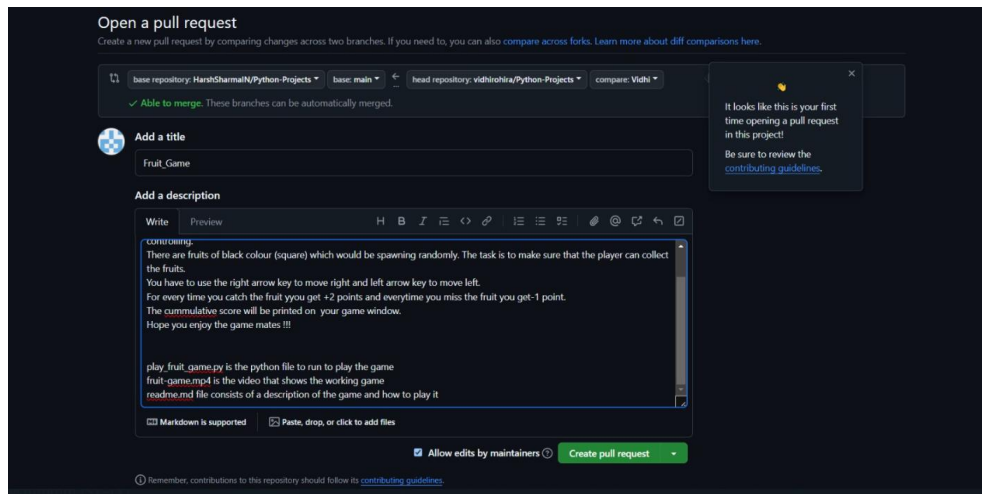 Open a pull request
Create a new pull request by comparing changes across two branches. If you need to, you can also compare across forks. Learn more about diff comparisons here.
base repository: HarshSharmaIN/Python-Projects
base: main
head repository: vidhirohira/Python-Projects
compare: Vidhi
Able to merge. These branches can be automatically merged.
It looks like this is your first
time opening a pull request
in this project!
Be sure to review the
contributing guidelines.
Add a title
Fruit_Game
Add a description
Write Preview
controlling.
There are fruits of black colour (square) which would be spawning randomly. The task is to make sure that the player can collect
the fruits.
You have to use the right arrow key to move right and left arrow key to move left.
For every time you catch the fruit yyou get +2 points and everytime you miss the fruit you get-1 point.
The cummulative score will be printed on your game window.
Hope you enjoy the game mates !!!
play_fruit_game.py is the python file to run to play the game
fruit-game.mp4 is the video that shows the working game
readme.md file consists of a description of the game and how to play it
Markdown is supported
Paste, drop, or click to add files
Allow edits by maintainers
Create pull request
Remember, contributions to this repository should follow its contributing guidelines.